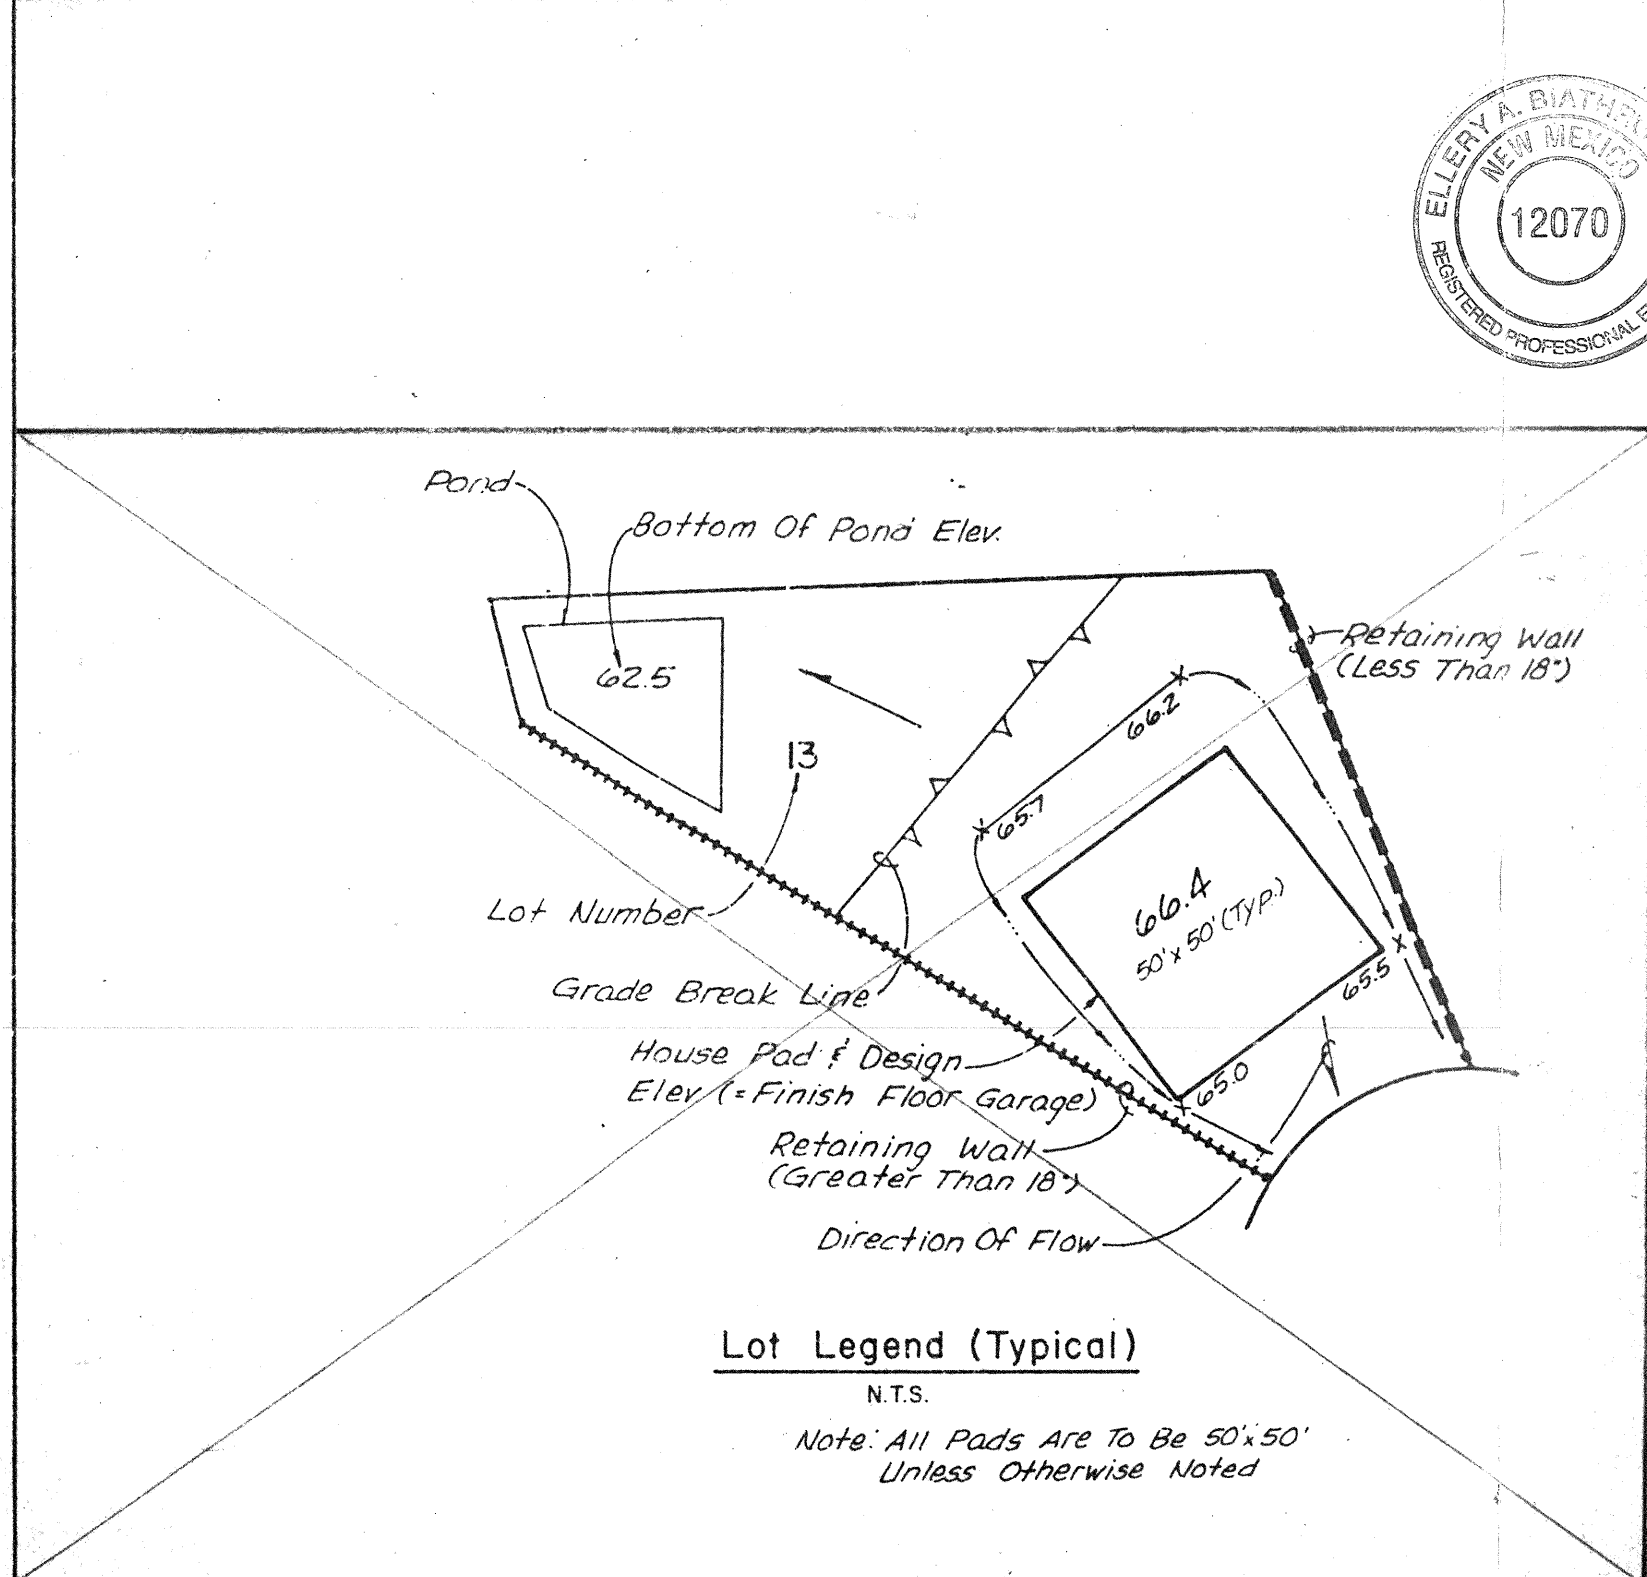 ELLERY A. BIATHRO
NEW MEXICO
12070
REGISTERED PROFESSIONAL E
Pond
Bottom Of Pond Elev.
Retaining Wall
(Less Than 18")
62.5
66.2
13
65.7
66.4
50' x 50' (TYP.)
Lot Number
65.5
Grade Break Line
House Pad & Design
Elev (= Finish Floor Garage)
65.0
Retaining Wall
(Greater Than 18")
Direction Of Flow
Lot Legend (Typical)
N.T.S.
Note: All Pads Are To Be 50'x50'
Unless Otherwise Noted